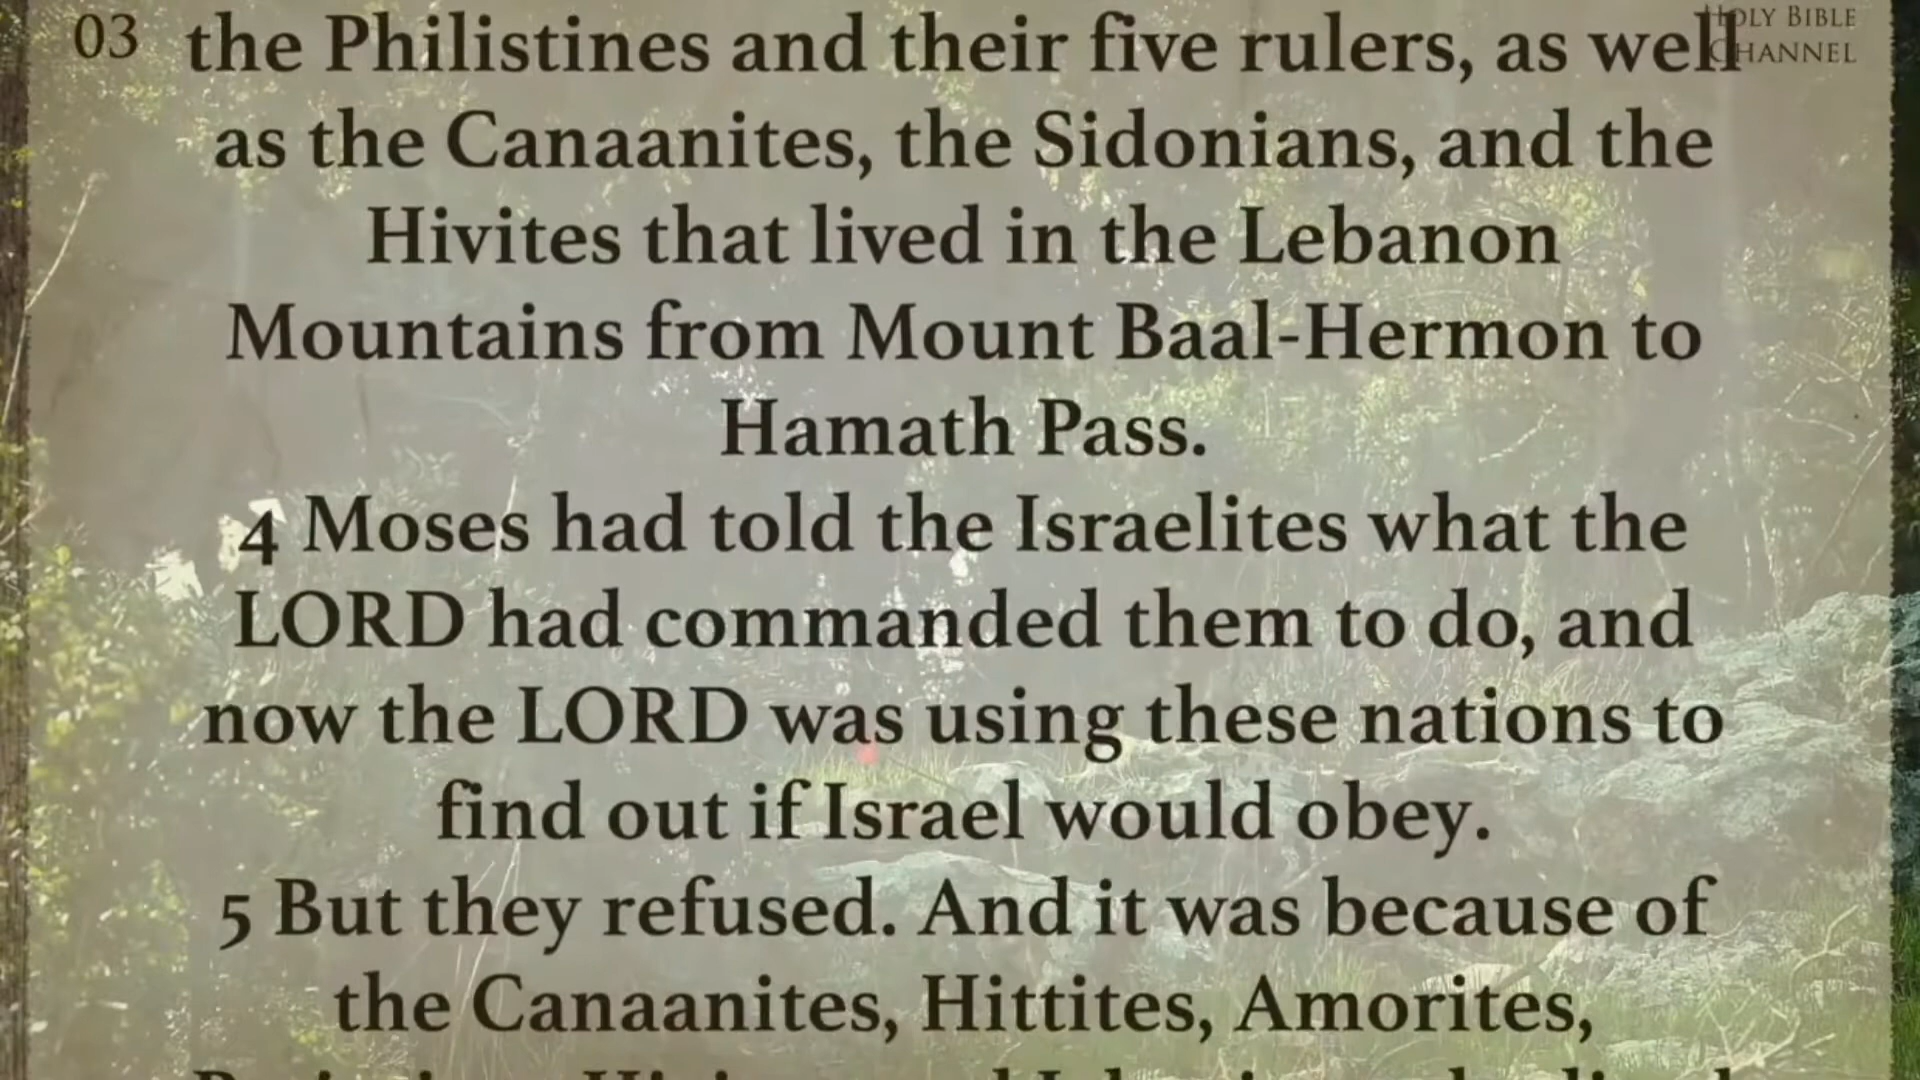 03
HOLY BIBLE
CHANNEL
the Philistines and their five rulers, as well
as the Canaanites, the Sidonians, and the
Hivites that lived in the Lebanon
Mountains from Mount Baal-Hermon to
Hamath Pass.
4 Moses had told the Israelites what the
LORD had commanded them to do, and
now the LORD was using these nations to
find out if Israel would obey.
5 But they refused. And it was because of
the Canaanites, Hittites, Amorites,